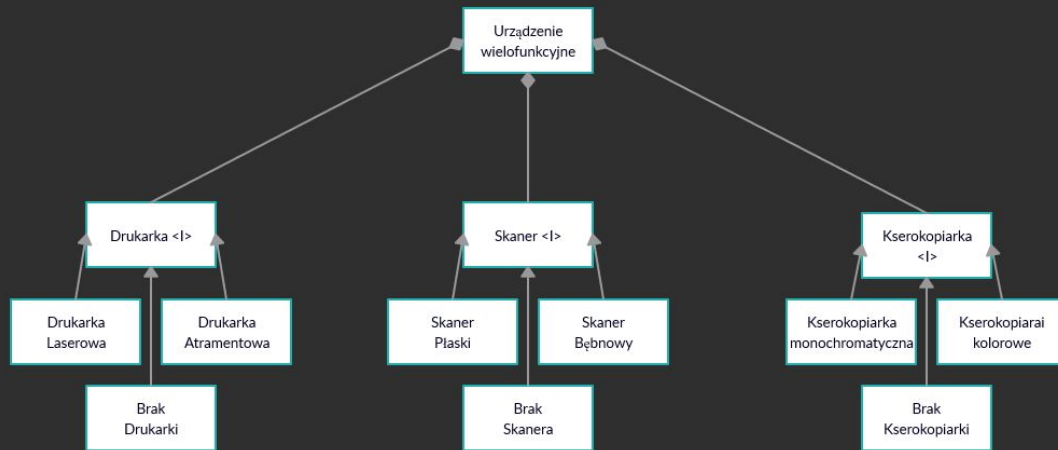 Urządzenie
wielofunkcyjne
Drukarka <I>
Skaner <I>
Kserokopiarka
<I>
Drukarka
Laserowa
Drukarka
Atramentowa
Skaner
Płaski
Skaner
Bębnowy
Kserokopiarka
monochromatyczna
Kserokopiarai
kolorowe
Brak
Drukarki
Brak
Skanera
Brak
Kserokopiarki